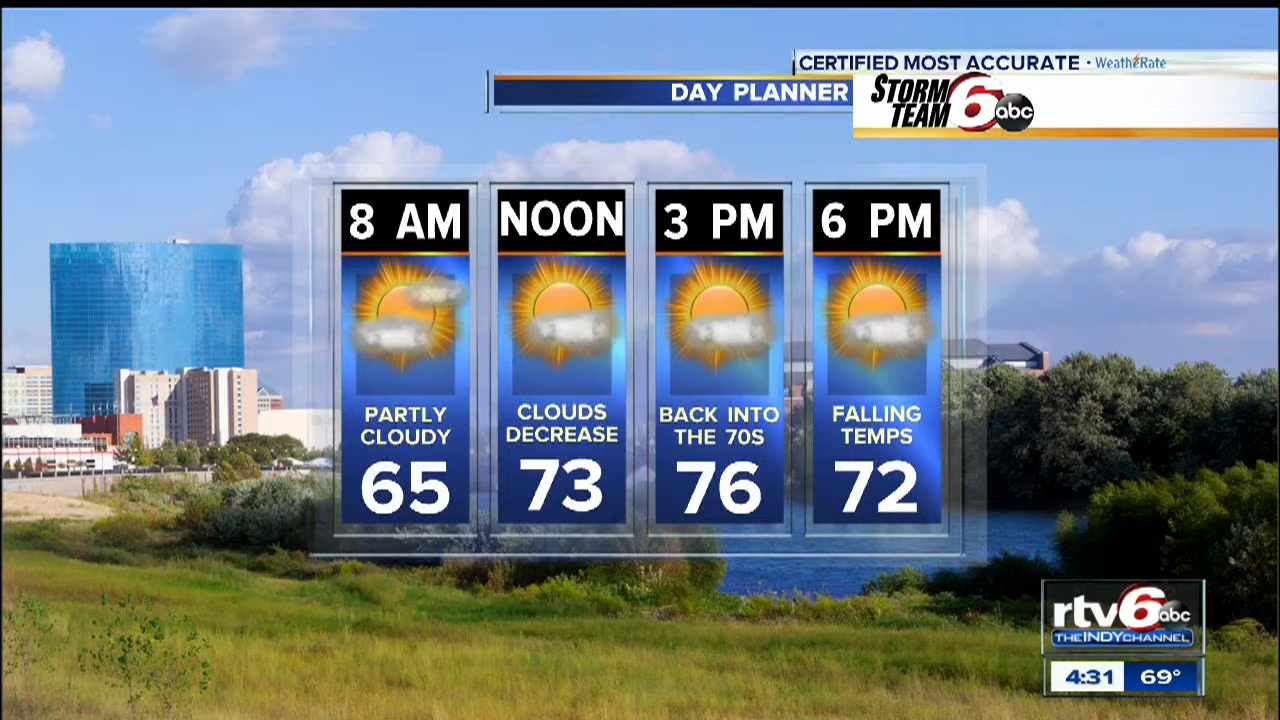 CERTIFIED MOST ACCURATE • WeatheRate
DAY PLANNER
STORM
TEAM 6 abc
8 AM
PARTLY
CLOUDY
65
NOON
CLOUDS
DECREASE
73
3 PM
BACK INTO
THE 70S
76
6 PM
FALLING
TEMPS
72
rtv6 abc
THE INDY CHANNEL
4:31 69°